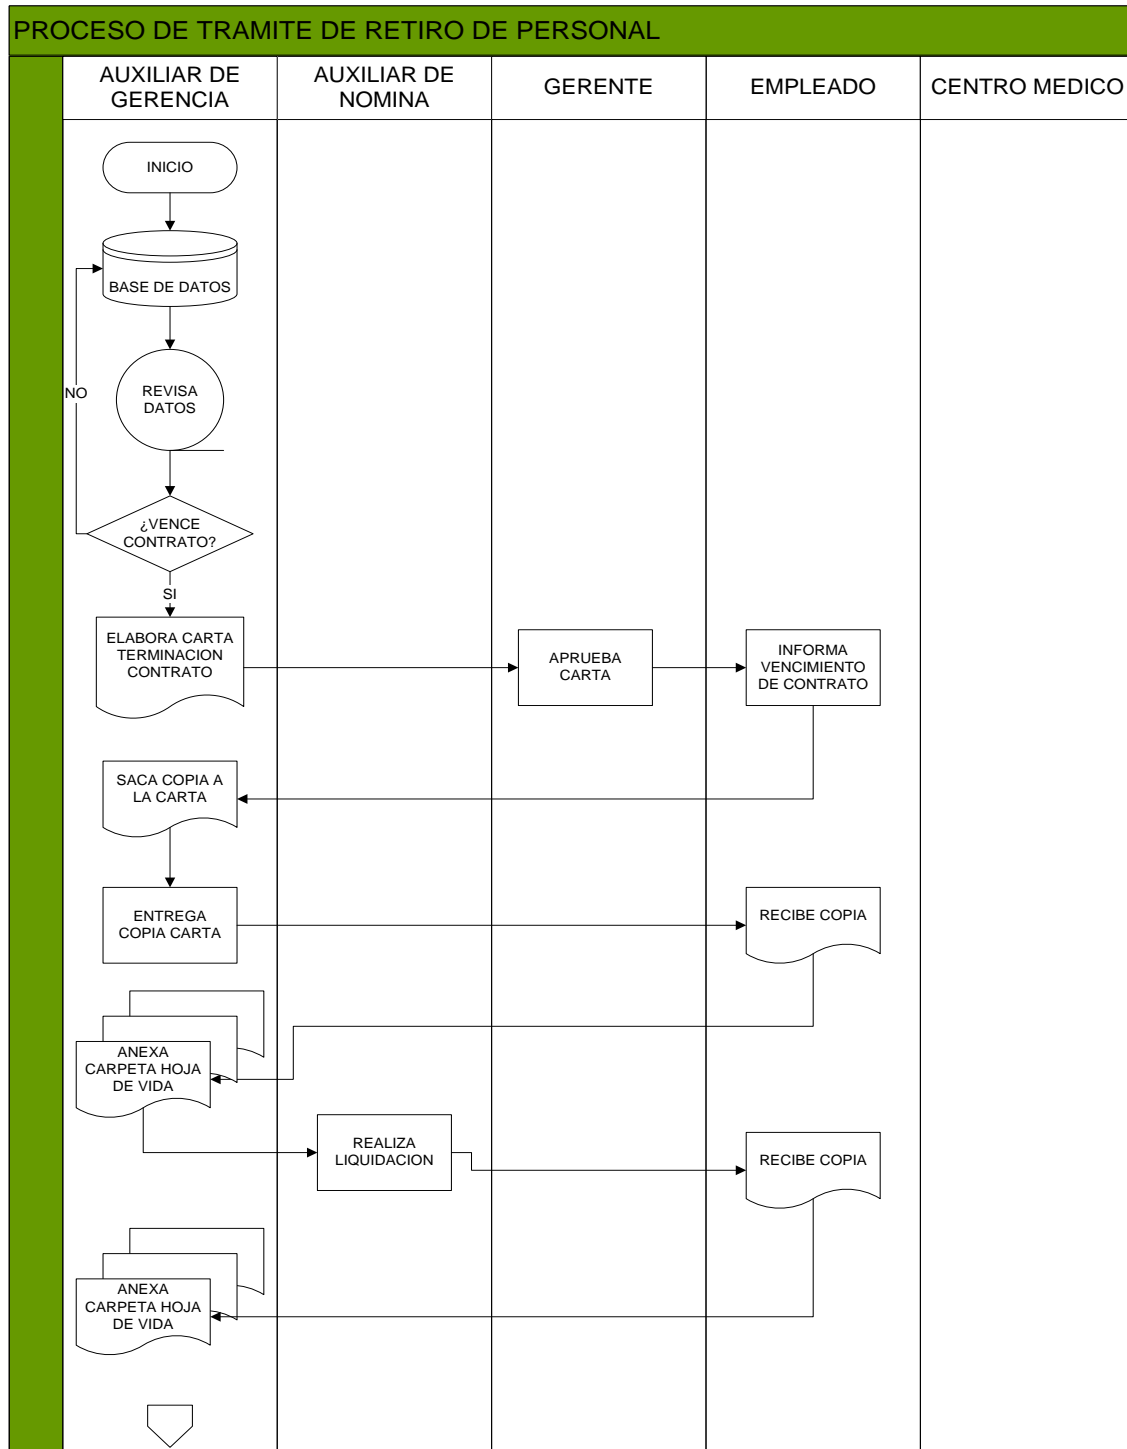 PROCESO DE TRAMITE DE RETIRO DE PERSONAL
AUXILIAR DE
GERENCIA
AUXILIAR DE
NOMINA
GERENTE
EMPLEADO
CENTRO MEDICO
INICIO
BASE DE DATOS
REVISA
DATOS
NO
¿VENCE
CONTRATO?
SI
ELABORA CARTA
TERMINACION
CONTRATO
APRUEBA
CARTA
INFORMA
VENCIMIENTO
DE CONTRATO
SACA COPIA A
LA CARTA
ENTREGA
COPIA CARTA
RECIBE COPIA
ANEXA
CARPETA HOJA
DE VIDA
REALIZA
LIQUIDACION
RECIBE COPIA
ANEXA
CARPETA HOJA
DE VIDA